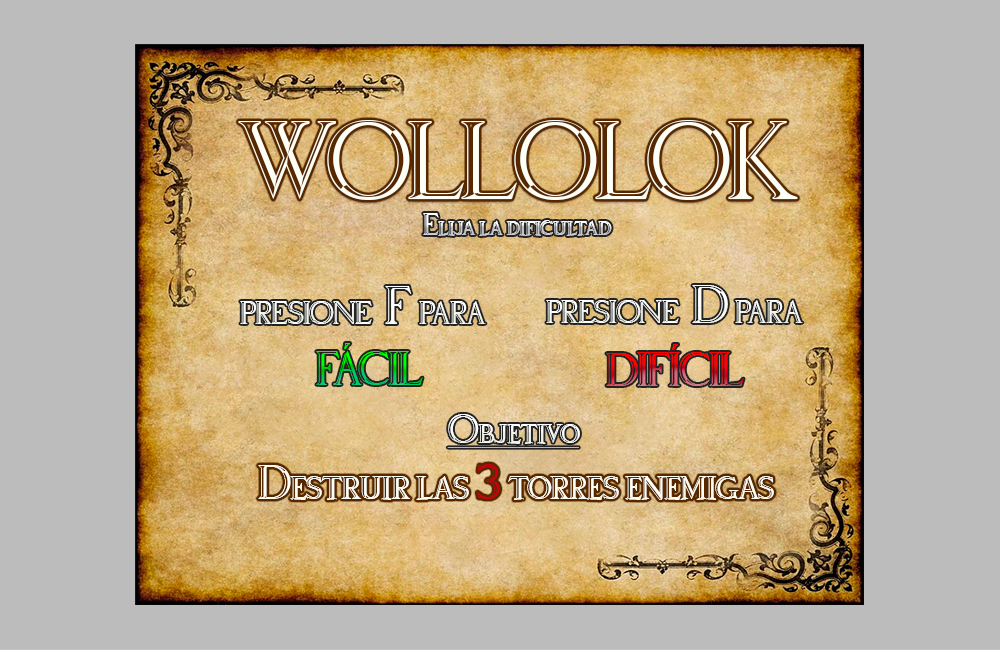 WOLLOLOK
ELIJA LA DIFICULTAD
PRESIONE F PARA
FÁCIL
PRESIONE D PARA
DIFÍCIL
OBJETIVO
DESTRUIR LAS 3 TORRES ENEMIGAS